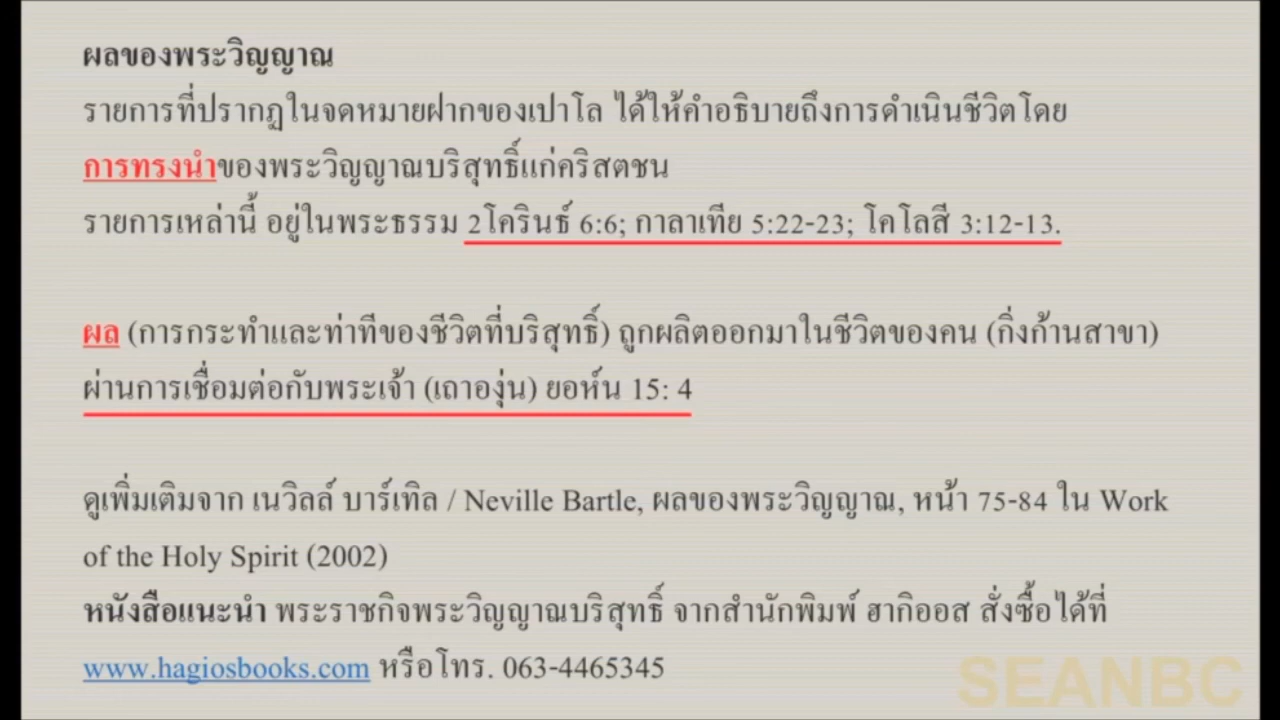 ผลของพระวิญญาณ
รายการที่ปรากฏในจดหมายฝากของเปาโล ได้ให้คำอธิบายถึงการดำเนินชีวิตโดย
การทรงนำของพระวิญญาณบริสุทธิ์แก่คริสตชน
รายการเหล่านี้ อยู่ในพระธรรม 2โครินธ์ 6:6; กาลาเทีย 5:22-23; โคโลสี 3:12-13.
ผล (การกระทำและท่าทีของชีวิตที่บริสุทธิ์) ถูกผลิตออกมาในชีวิตของคน (กิ่งก้านสาขา)
ผ่านการเชื่อมต่อกับพระเจ้า (เถาองุ่น) ยอห์น 15: 4
ดูเพิ่มเติมจาก เนวิลล์ บาร์เทิล / Neville Bartle, ผลของพระวิญญาณ, หน้า 75-84 ใน Work
of the Holy Spirit (2002)
หนังสือแนะนำ พระราชกิจพระวิญญาณบริสุทธิ์ จากสำนักพิมพ์ ฮากิออส สั่งซื้อได้ที่
www.hagiosbooks.com หรือโทร. 063-4465345
SEANBC